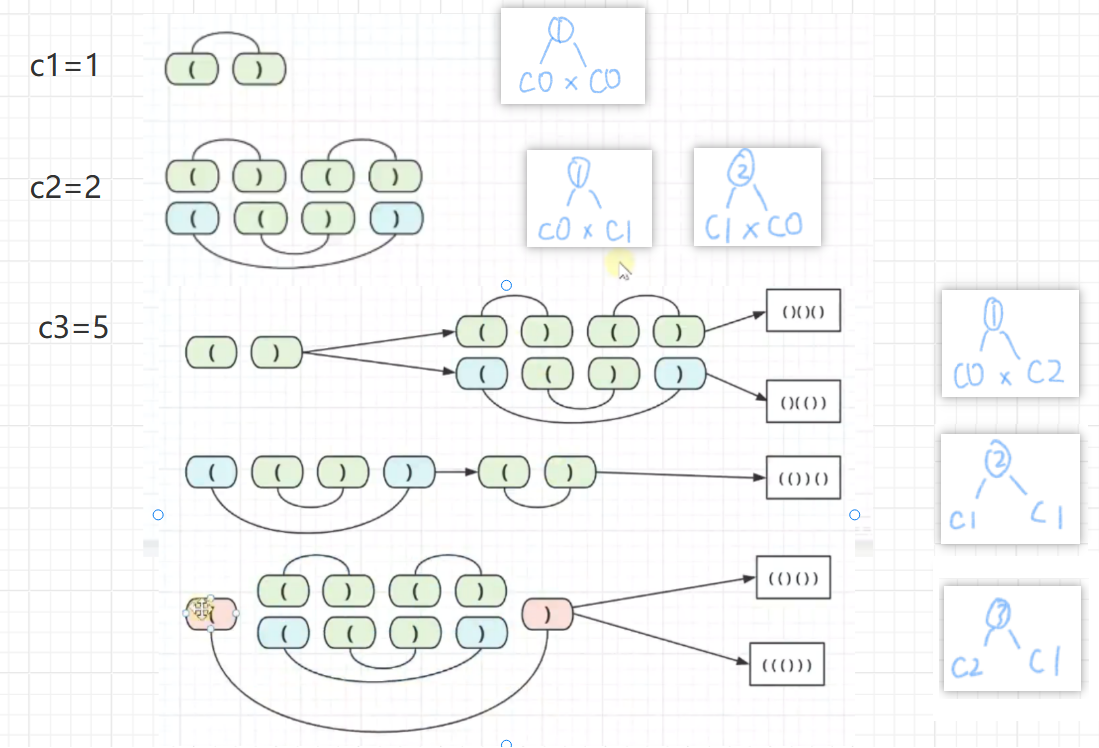 c1=1
( )
①
C0 × C0
c2=2
( ) ( )
( ( ) )
①
C0 × C1
②
C1 × C0
c3=5
( )
( ) ( )
( ( ) )
()()()
()(())
①
C0 × C2
( ( ) ) ( )
(())()
②
C1 C1
(
( ) ( )
( ( ) )
)
(()())
((()))
③
C2 C1